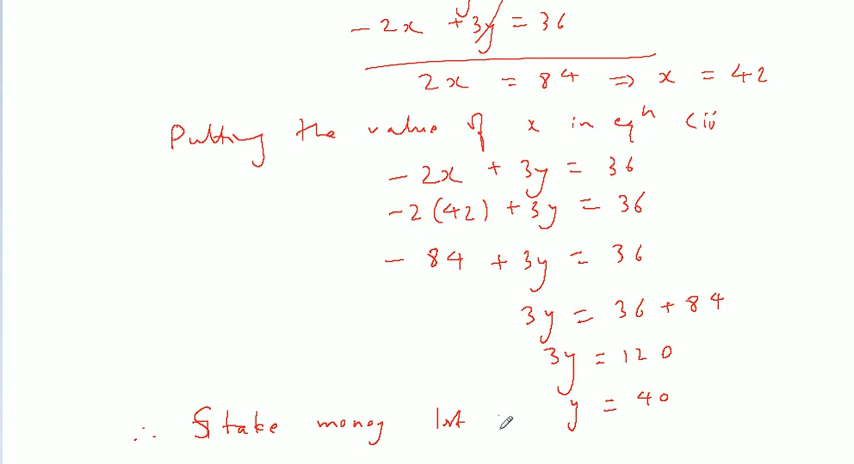 - 2x + 3y = 36
2x = 84 ⇒ x = 42
Putting the value of x in eqn (ii
- 2x + 3y = 36
-2(42) + 3y = 36
- 84 + 3y = 36
3y = 36 + 84
3y = 120
y = 40
∴ Stake money